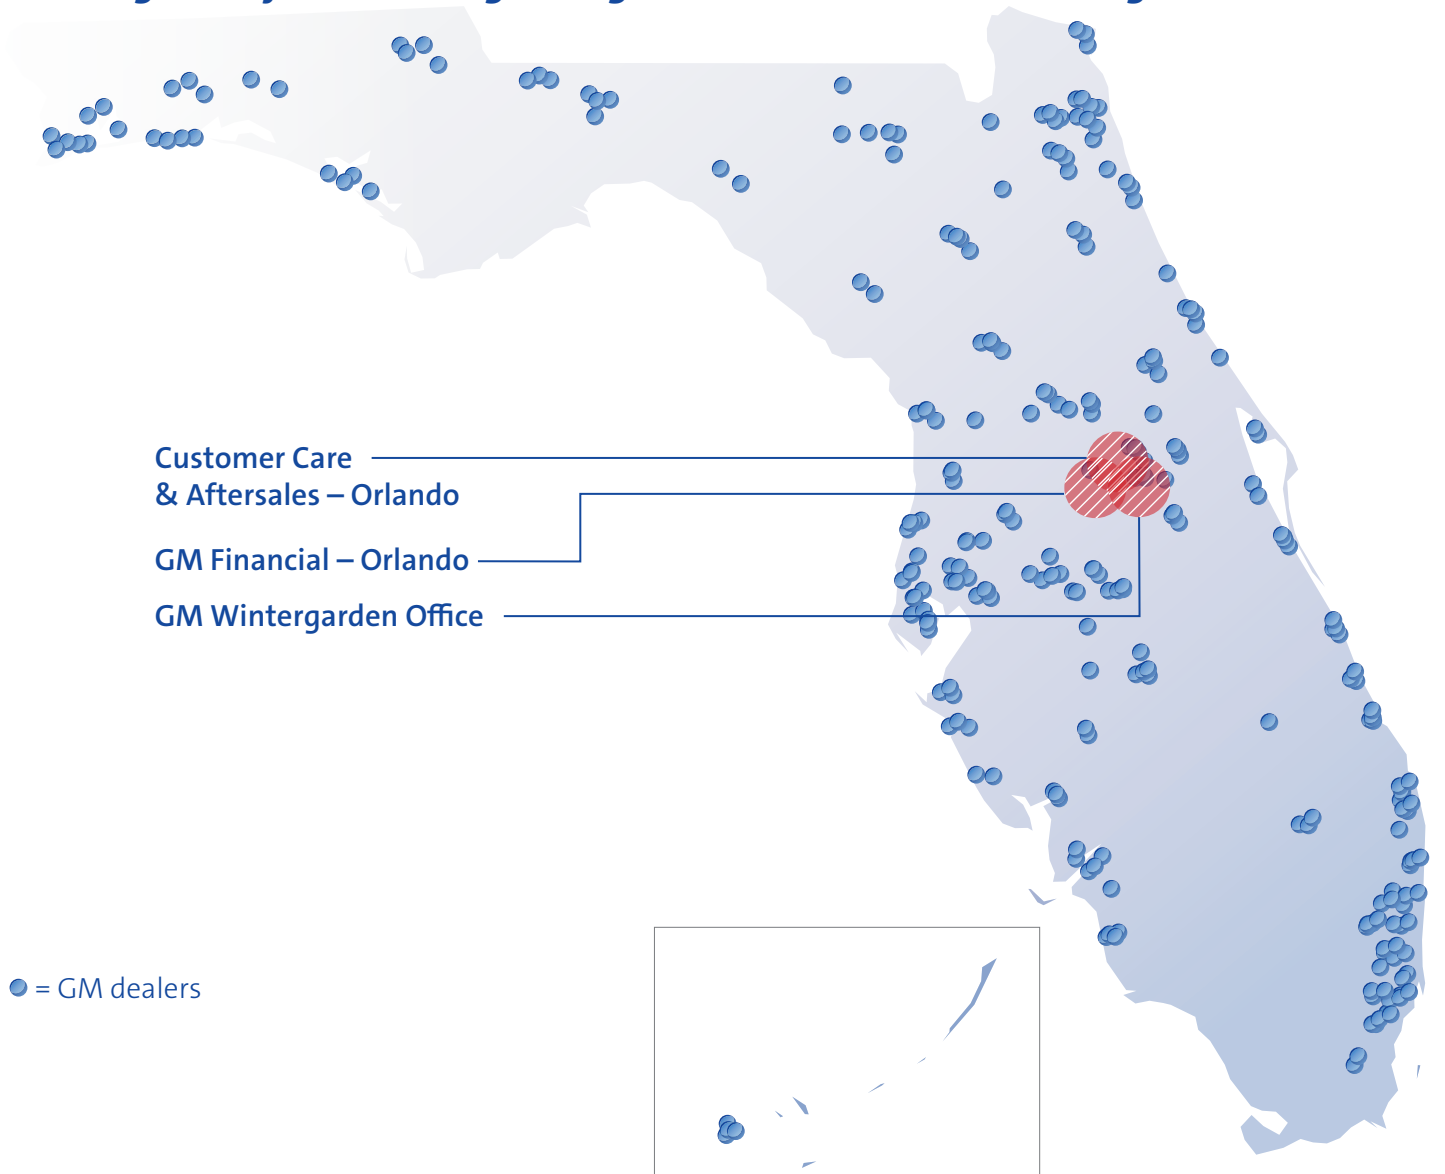 Customer Care
& Aftersales – Orlando
GM Financial – Orlando
GM Wintergarden Office
= GM dealers